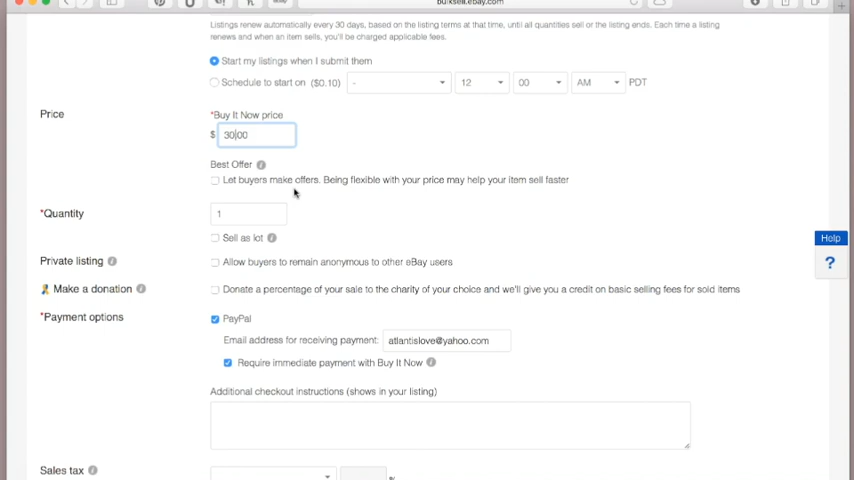 bulksell.ebay.com
Listings renew automatically every 30 days, based on the listing terms at that time, until all quantities sell or the listing ends. Each time a listing
renews and when an item sells, you'll be charged applicable fees.
Start my listings when I submit them
Schedule to start on ($0.10) - 12 00 AM PDT
Price
*Buy It Now price
$ 3000
Best Offer
Let buyers make offers. Being flexible with your price may help your item sell faster
*Quantity
1
Help
?
Sell as lot
Private listing
Allow buyers to remain anonymous to other eBay users
Make a donation
Donate a percentage of your sale to the charity of your choice and we'll give you a credit on basic selling fees for sold items
*Payment options
PayPal
Email address for receiving payment: atlantislove@yahoo.com
Require immediate payment with Buy It Now
Additional checkout instructions (shows in your listing)
Sales tax
%